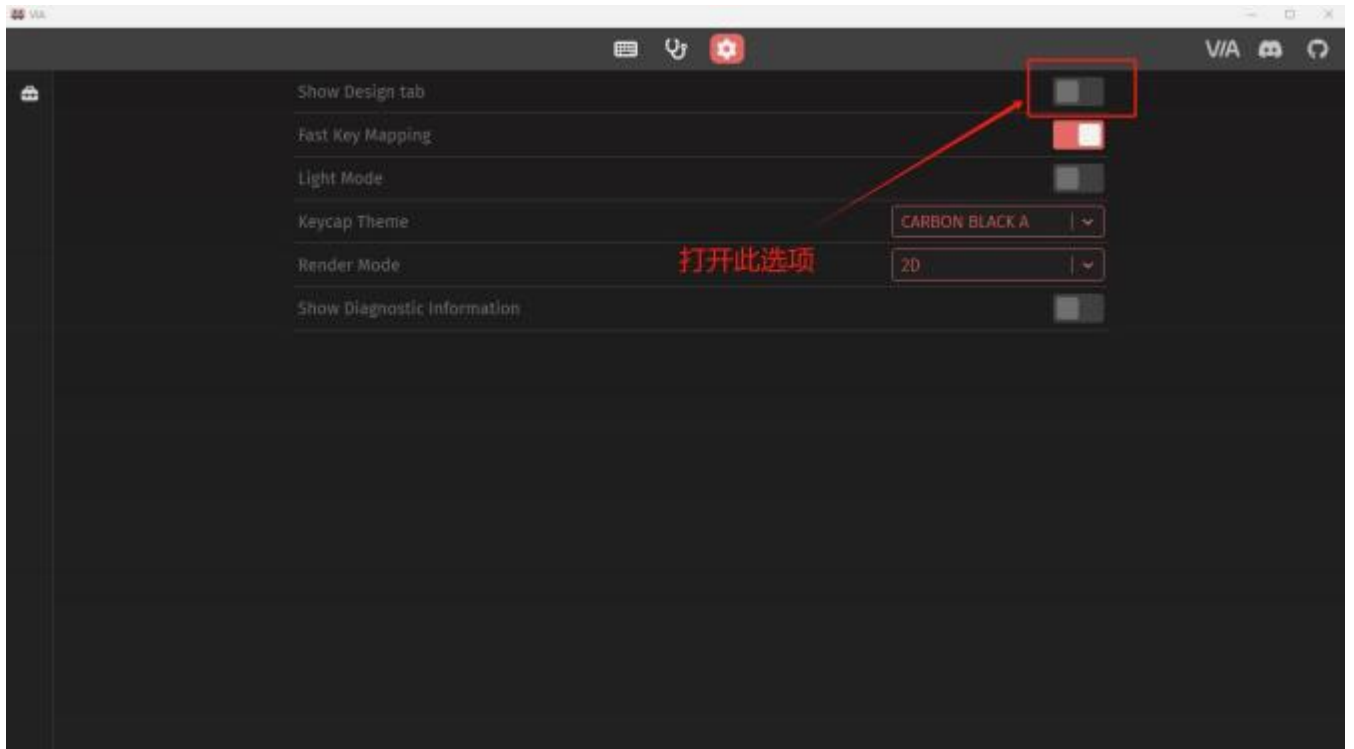 VIA
VIA
Show Design tab
Fast Key Mapping
Light Mode
Keycap Theme
CARBON BLACK A
打开此选项
Render Mode
2D
Show Diagnostic Information